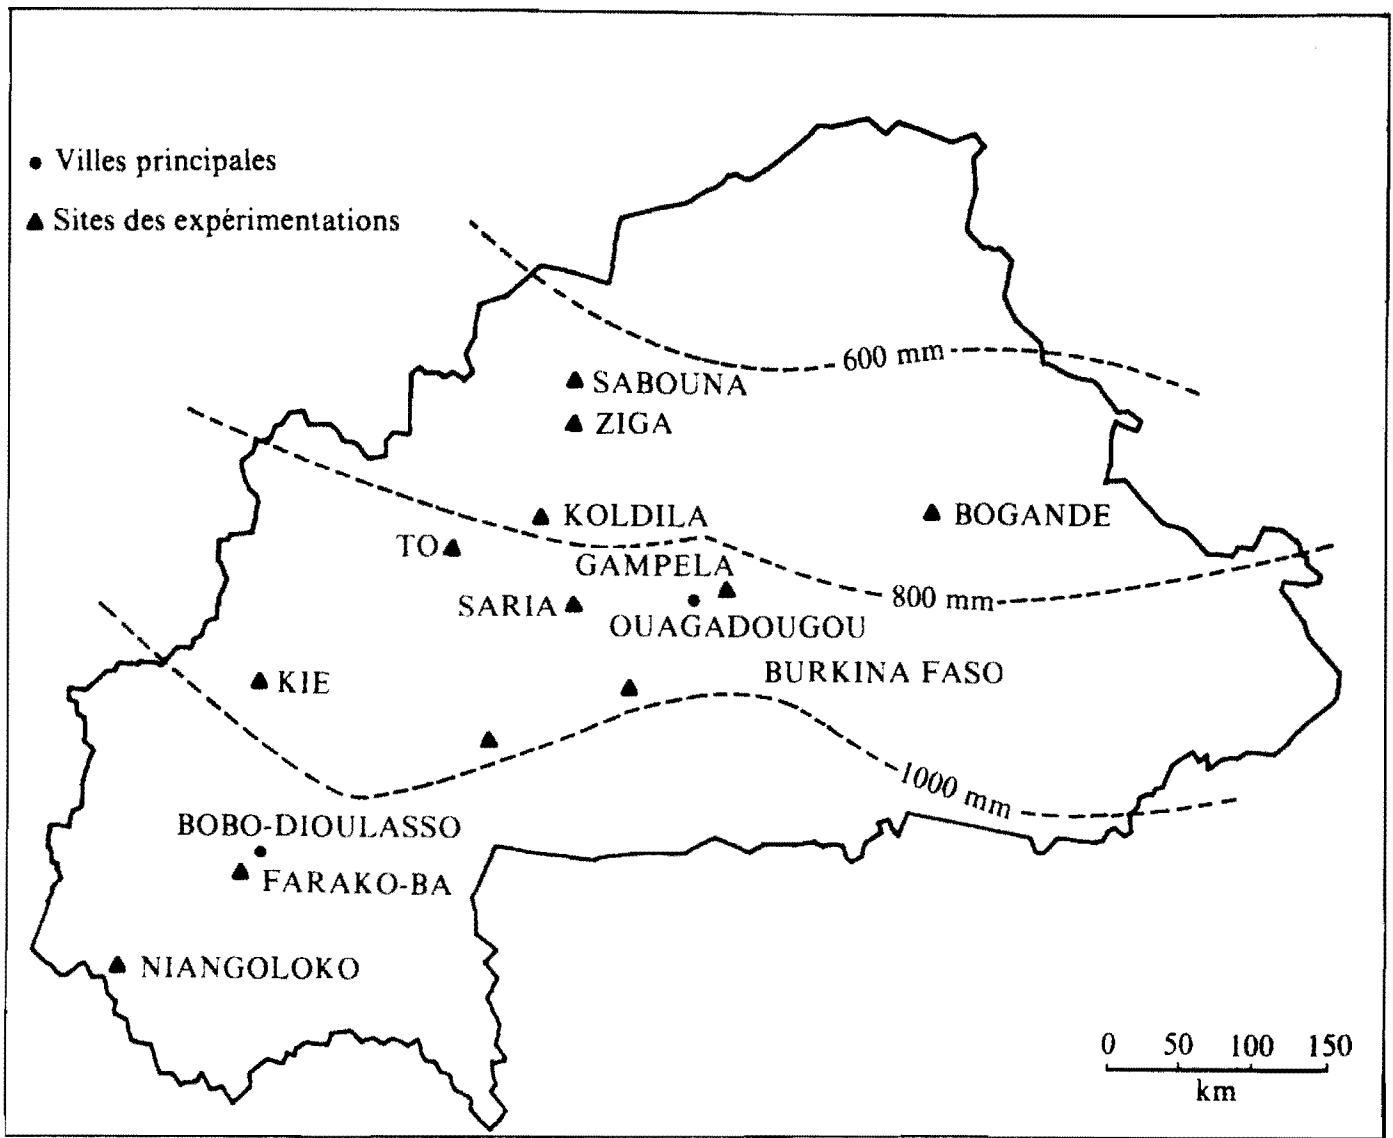 Villes principales
Sites des expérimentations
600 mm
SABOUNA
ZIGA
KOLDILA
BOGANDE
TO
GAMPELA
800 mm
SARIA
OUAGADOUGOU
BURKINA FASO
KIE
1000 mm
BOBO-DIOULASSO
FARAKO-BA
NIANGOLOKO
0 50 100 150
km